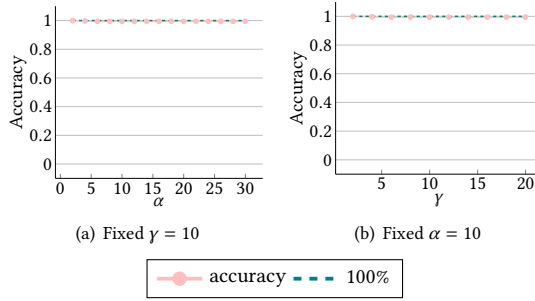 1
0.8
0.6
0.4
0.2
0
Accuracy
0 5 10 15 20 25 30
α
(a) Fixed γ = 10
1
0.8
0.6
0.4
0.2
0
Accuracy
5 10 15 20
γ
(b) Fixed α = 10
accuracy 100%